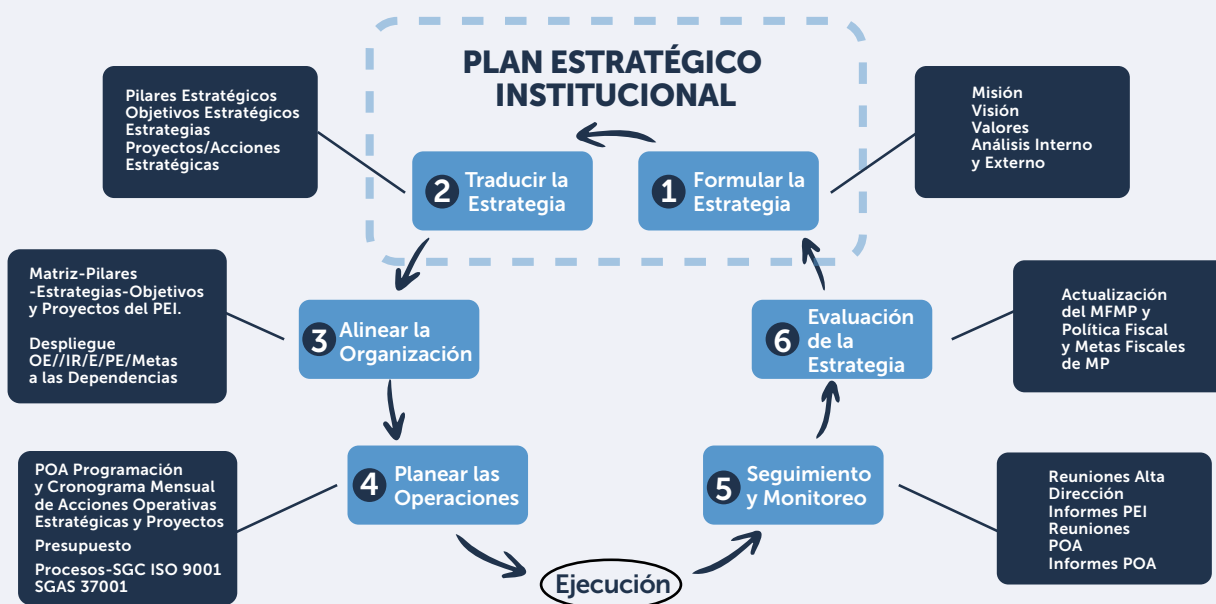 PLAN ESTRATÉGICO
INSTITUCIONAL
Misión
Visión
Valores
Análisis Interno
y Externo
1 Formular la
Estrategia
Pilares Estratégicos
Objetivos Estratégicos
Estrategias
Proyectos/Acciones
Estratégicas
2 Traducir la
Estrategia
Matriz-Pilares
-Estrategias-Objetivos
y Proyectos del PEI.
Despliegue
OE//IR/E/PE/Metas
a las Dependencias
3 Alinear la
Organización
POA Programación
y Cronograma Mensual
de Acciones Operativas
Estratégicas y Proyectos
Presupuesto
Procesos-SGC ISO 9001
SGAS 37001
4 Planear las
Operaciones
Ejecución
5 Seguimiento
y Monitoreo
Reuniones Alta
Dirección
Informes PEI
Reuniones
POA
Informes POA
6 Evaluación
de la
Estrategia
Actualización
del MFMP y
Política Fiscal
y Metas Fiscales
de MP